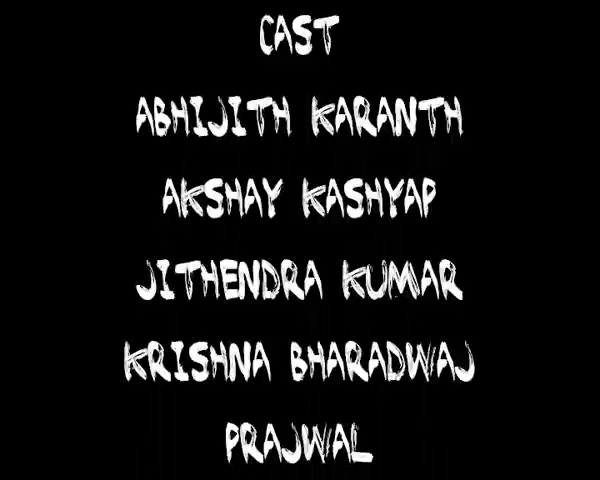 CAST
ABHIJITH KARANTH
AKSHAY KASHYAP
JITHENDRA KUMAR
KRISHNA BHARADWAJ
PRAJWAL